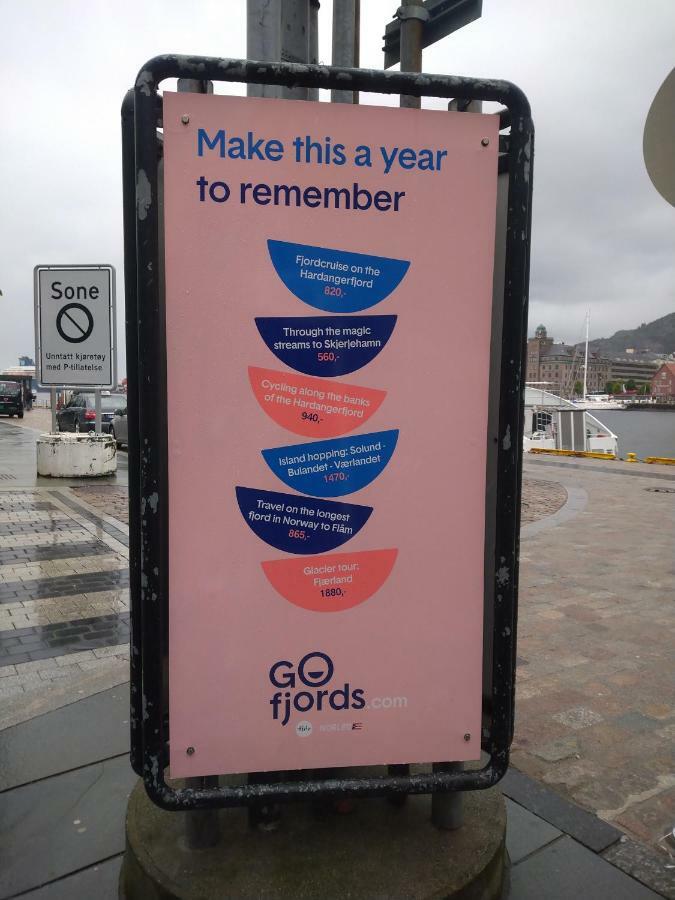 Make this a year
to remember
Fjordcruise on the
Hardangerfjord
820,-
Through the magic
streams to Skjerjehamn
560,-
Cycling along the banks
of the Hardangerfjord
940,-
Island hopping: Solund -
Bulandet - Værlandet
1470,-
Travel on the longest
fjord in Norway to Flåm
865,-
Glacier tour:
Fjærland
1880,-
GO
fjords.com
NORLED
Sone
Unntatt kjøretøy
med P-tillatelse